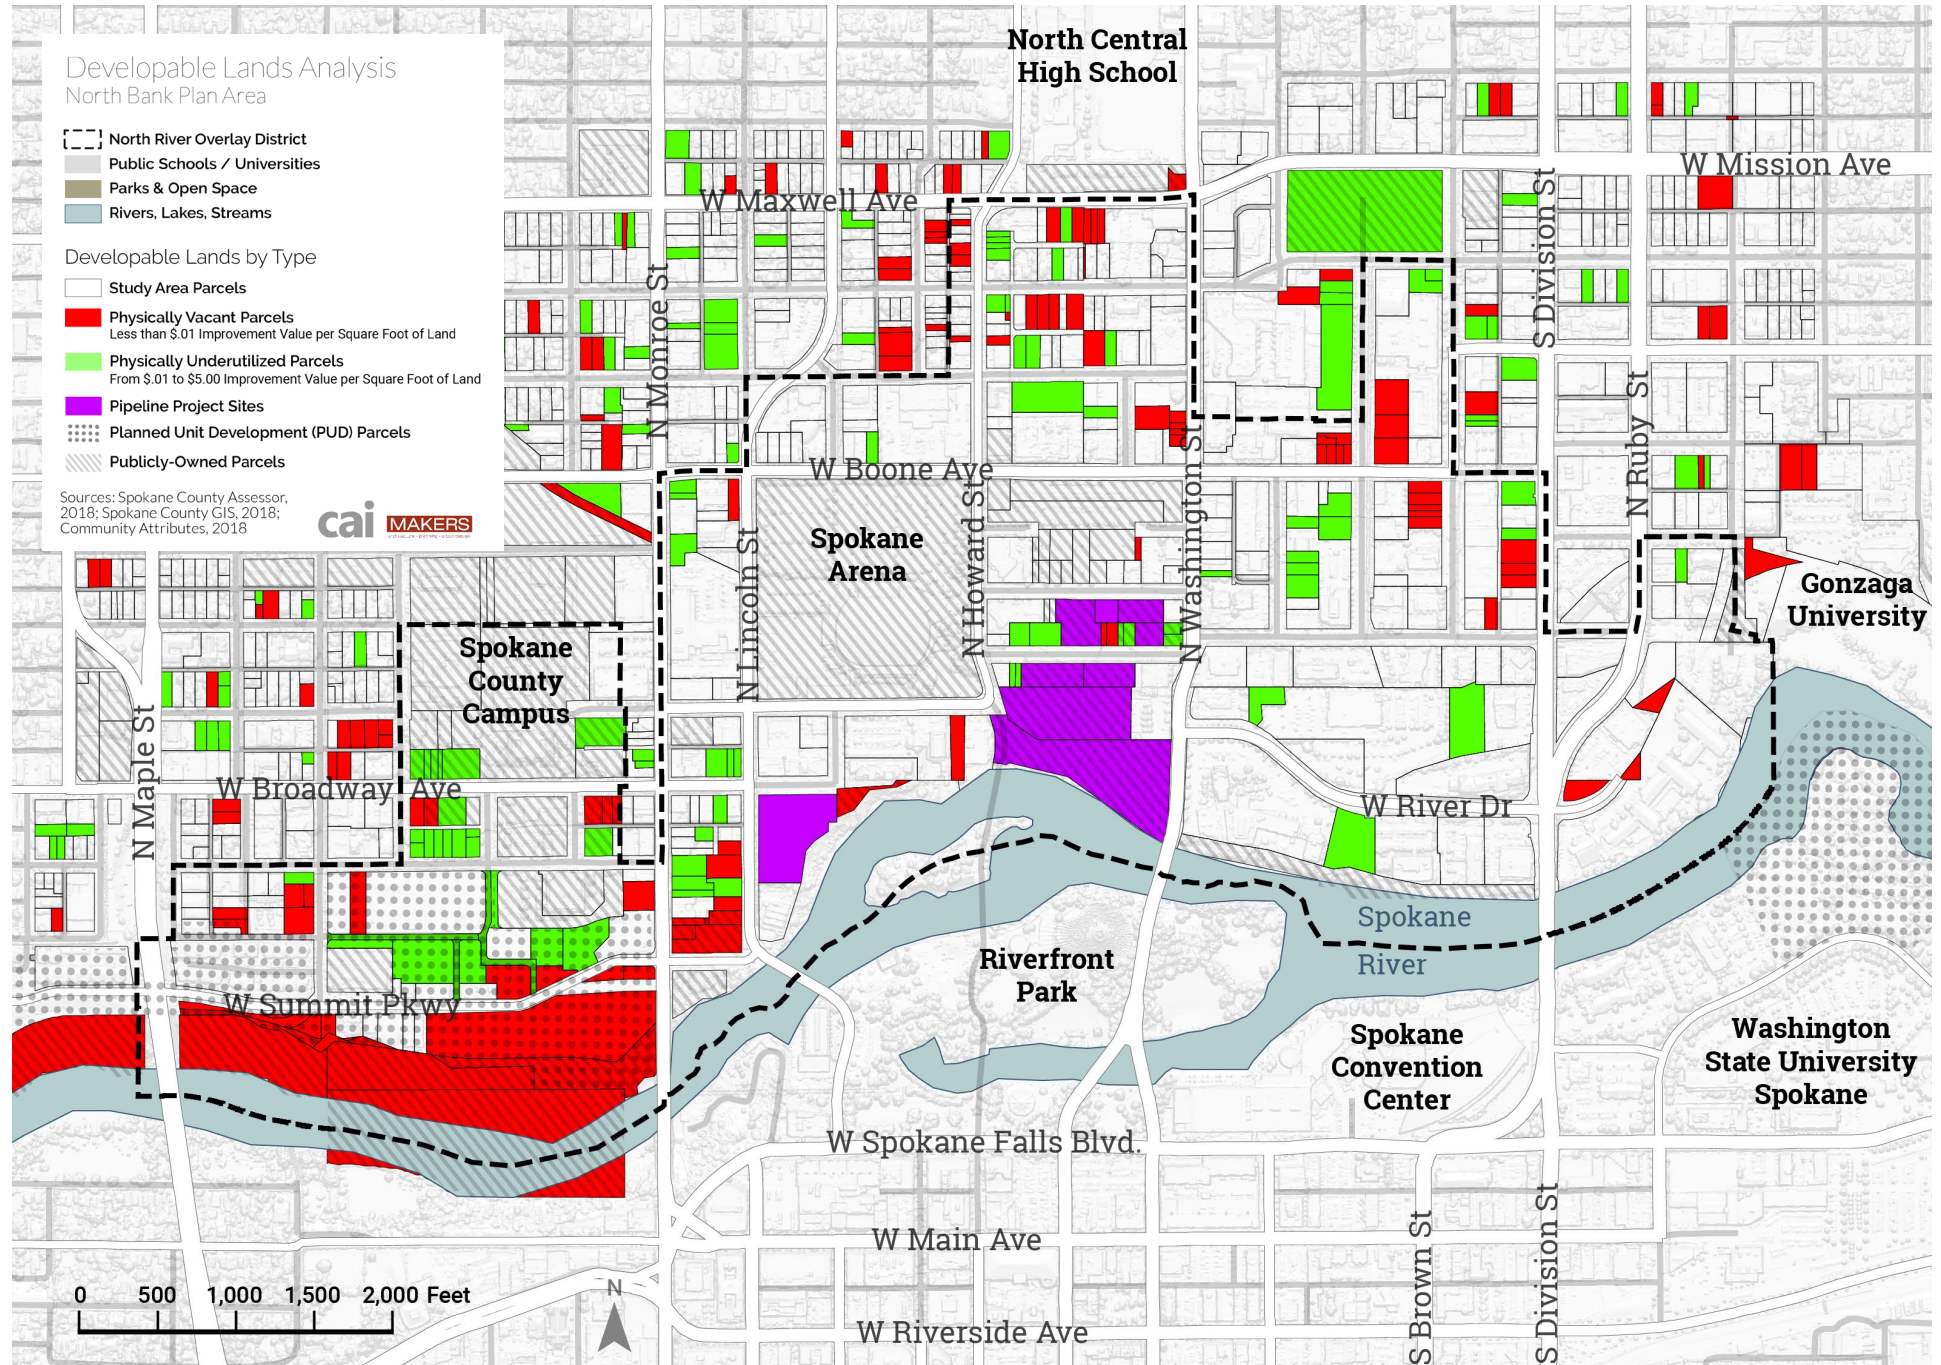 Developable Lands Analysis
North Bank Plan Area
North River Overlay District
Public Schools / Universities
Parks & Open Space
Rivers, Lakes, Streams
Developable Lands by Type
Study Area Parcels
Physically Vacant Parcels
Less than $.01 Improvement Value per Square Foot of Land
Physically Underutilized Parcels
From $.01 to $5.00 Improvement Value per Square Foot of Land
Pipeline Project Sites
Planned Unit Development (PUD) Parcels
Publicly-Owned Parcels
Sources: Spokane County Assessor,
2018; Spokane County GIS, 2018;
Community Attributes, 2018
cai
MAKERS
North Central
High School
W Mission Ave
W Maxwell Ave
N Monroe St
S Division St
N Ruby St
W Boone Ave
N Washington St
N Howard St
N Lincoln St
Spokane
Arena
Gonzaga
University
Spokane
County
Campus
N Maple St
W Broadway Ave
W River Dr
Spokane
River
Riverfront
Park
W Summit Pkwy
Spokane
Convention
Center
Washington
State University
Spokane
W Spokane Falls Blvd.
W Main Ave
S Brown St
S Division St
W Riverside Ave
0 500 1,000 1,500 2,000 Feet
N